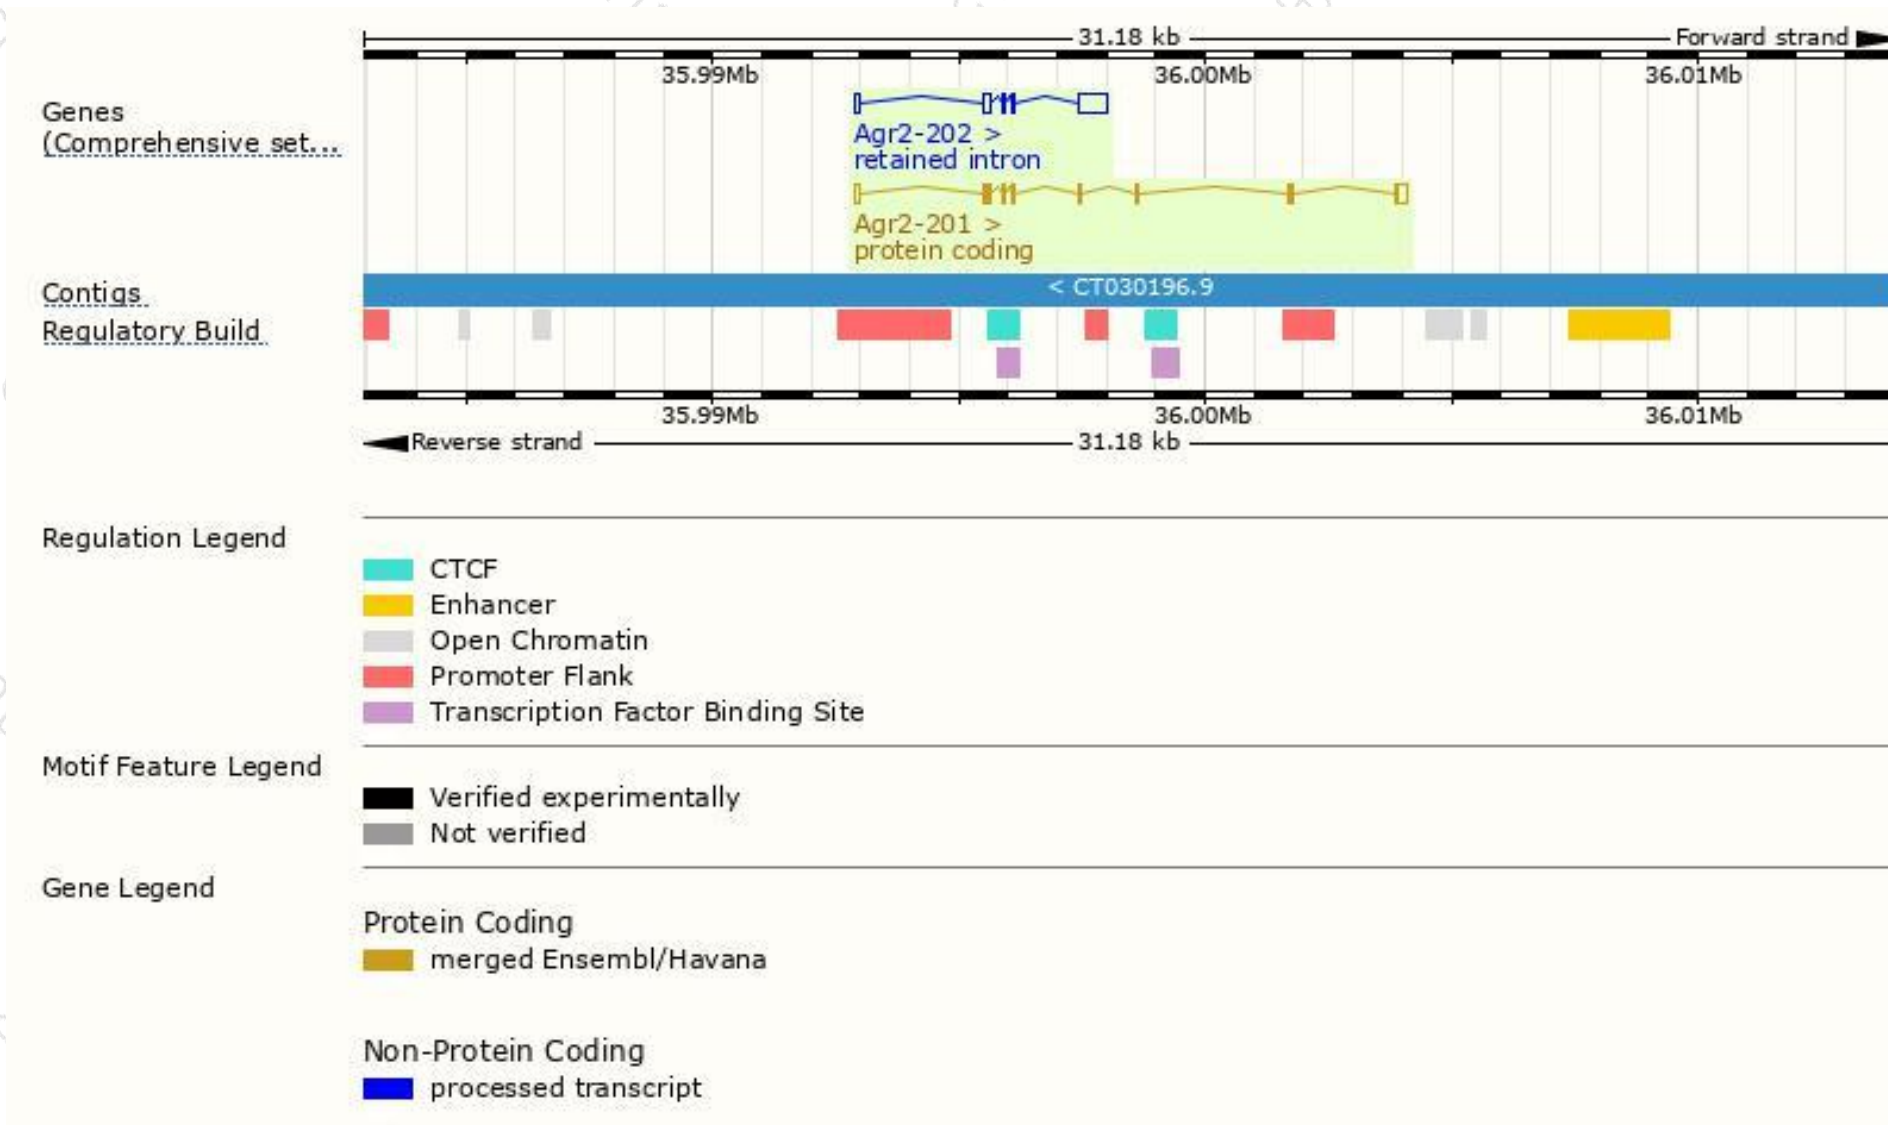 31.18 kb
Forward strand
35.99Mb 36.00Mb 36.01Mb
Genes
(Comprehensive set...
Agr2-202 >
retained intron
Agr2-201 >
protein coding
Contigs
< CT030196.9
Regulatory Build
35.99Mb 36.00Mb 36.01Mb
Reverse strand
31.18 kb
Regulation Legend
CTCF
Enhancer
Open Chromatin
Promoter Flank
Transcription Factor Binding Site
Motif Feature Legend
Verified experimentally
Not verified
Gene Legend
Protein Coding
merged Ensembl/Havana
Non-Protein Coding
processed transcript